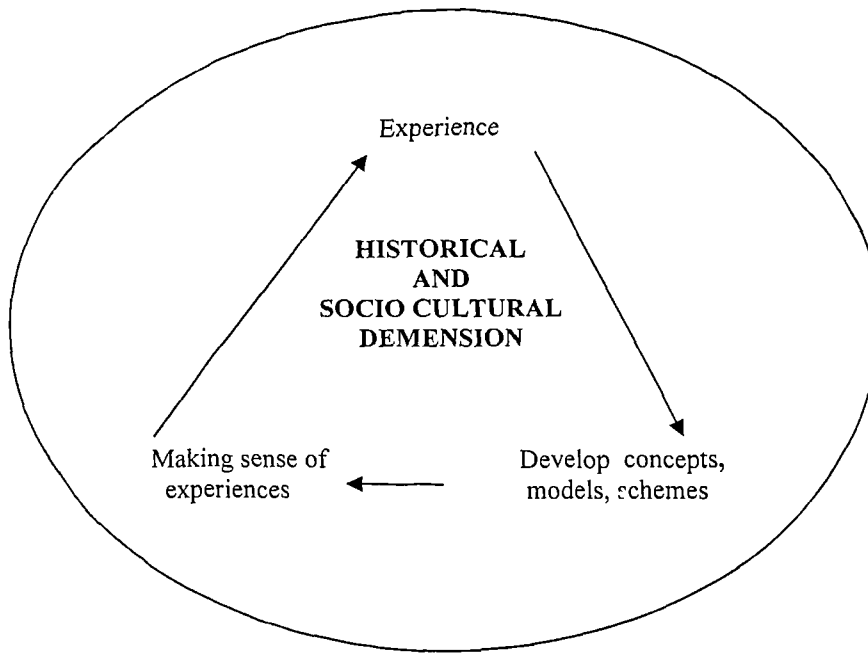 Experience
HISTORICAL
AND
SOCIO CULTURAL
DEMENSION
Making sense of
experiences
Develop concepts,
models, schemes